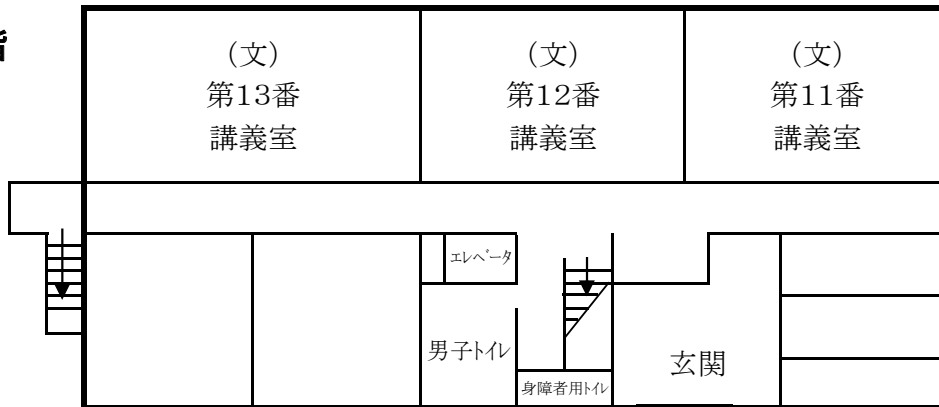 階
(文)
第13番
講義室
(文)
第12番
講義室
(文)
第11番
講義室
エレベータ
男子トイレ
身障者用トイレ
玄関